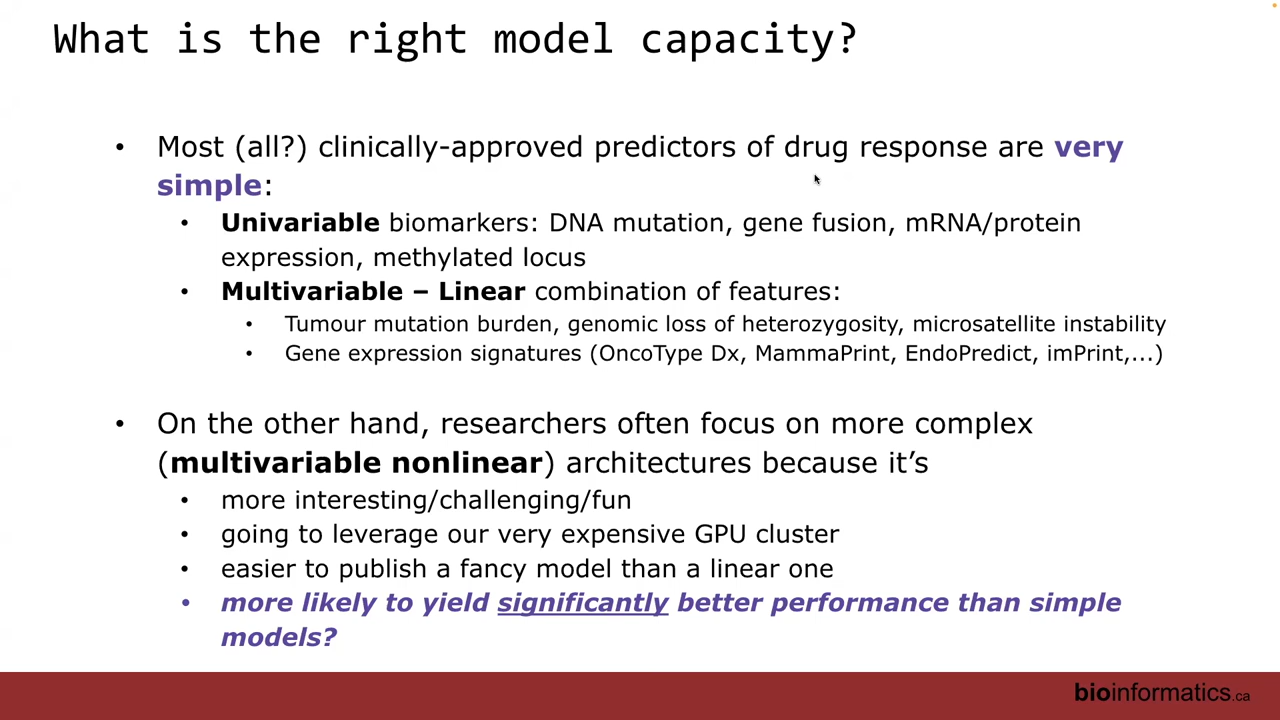 What is the right model capacity?
• Most (all?) clinically-approved predictors of drug response are very
simple:
• Univariable biomarkers: DNA mutation, gene fusion, mRNA/protein
expression, methylated locus
• Multivariable – Linear combination of features:
• Tumour mutation burden, genomic loss of heterozygosity, microsatellite instability
• Gene expression signatures (OncoType Dx, MammaPrint, EndoPredict, imPrint,...)
• On the other hand, researchers often focus on more complex
(multivariable nonlinear) architectures because it’s
• more interesting/challenging/fun
• going to leverage our very expensive GPU cluster
• easier to publish a fancy model than a linear one
• more likely to yield significantly better performance than simple
models?
bioinformatics.ca